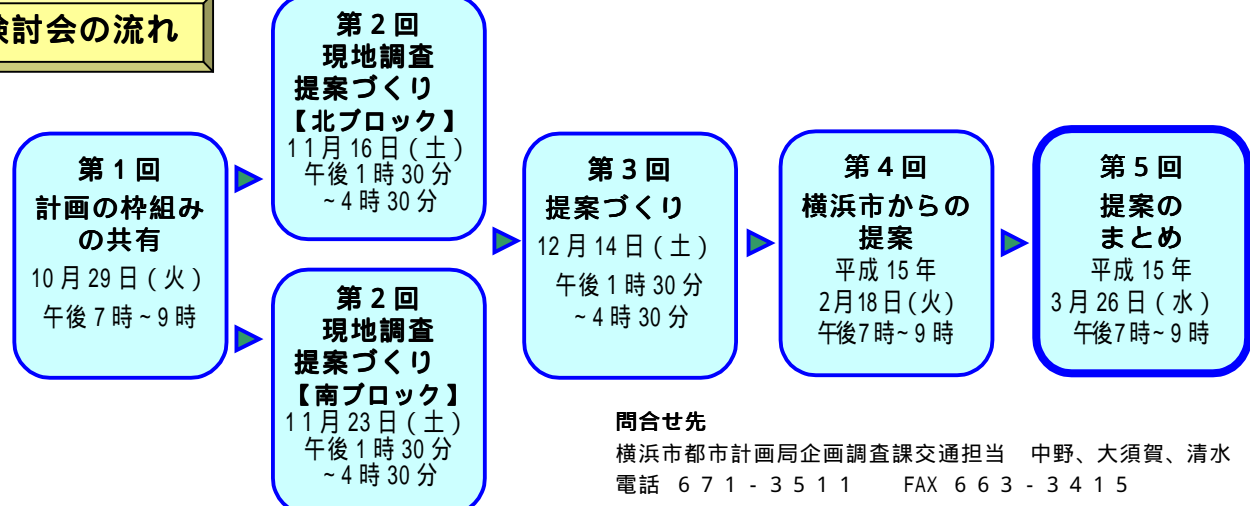 検討会の流れ
第１回
計画の枠組み
の共有
10月29日（火）
午後７時～９時
第２回
現地調査
提案づくり
【北ブロック】
11月16日（土）
午後１時30分
～４時30分
第２回
現地調査
提案づくり
【南ブロック】
11月23日（土）
午後１時30分
～４時30分
第３回
提案づくり
12月14日（土）
午後１時30分
～４時30分
第４回
横浜市からの
提案
平成15年
2月18日(火)
午後7時～９時
第５回
提案の
まとめ
平成15年
３月26日（水）
午後7時～９時
問合せ先
横浜市都市計画局企画調査課交通担当　中野、大須賀、清水
電話 ６７１-３５１１　FAX ６６３-３４１５